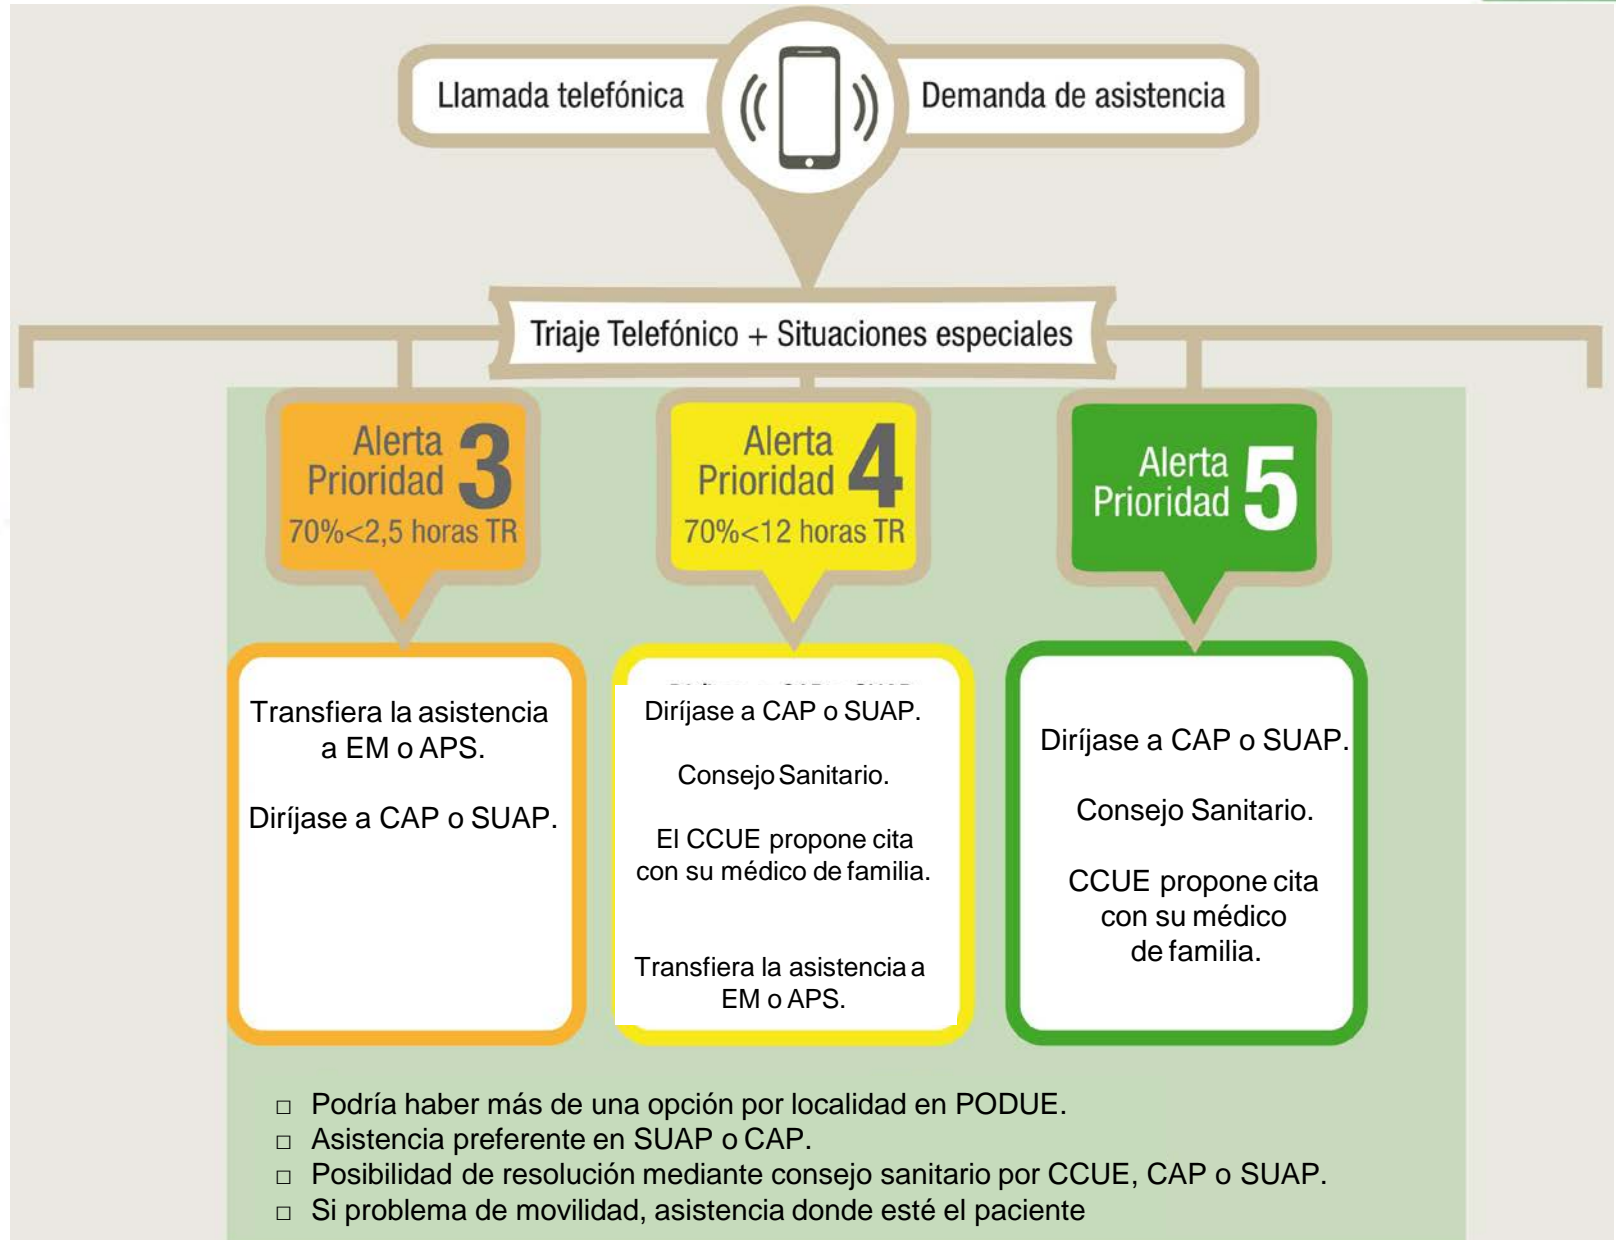 Llamada telefónica
Demanda de asistencia
Triaje Telefónico + Situaciones especiales
Alerta
Prioridad 3
70%<2,5 horas TR
Transfiera la asistencia
a EM o APS.
Diríjase a CAP o SUAP.
Alerta
Prioridad 4
70%<12 horas TR
Diríjase a CAP o SUAP.
Consejo Sanitario.
El CCUE propone cita
con su médico de familia.
Transfiera la asistencia a
EM o APS.
Alerta
Prioridad 5
Diríjase a CAP o SUAP.
Consejo Sanitario.
CCUE propone cita
con su médico
de familia.
□ Podría haber más de una opción por localidad en PODUE.
□ Asistencia preferente en SUAP o CAP.
□ Posibilidad de resolución mediante consejo sanitario por CCUE, CAP o SUAP.
□ Si problema de movilidad, asistencia donde esté el paciente